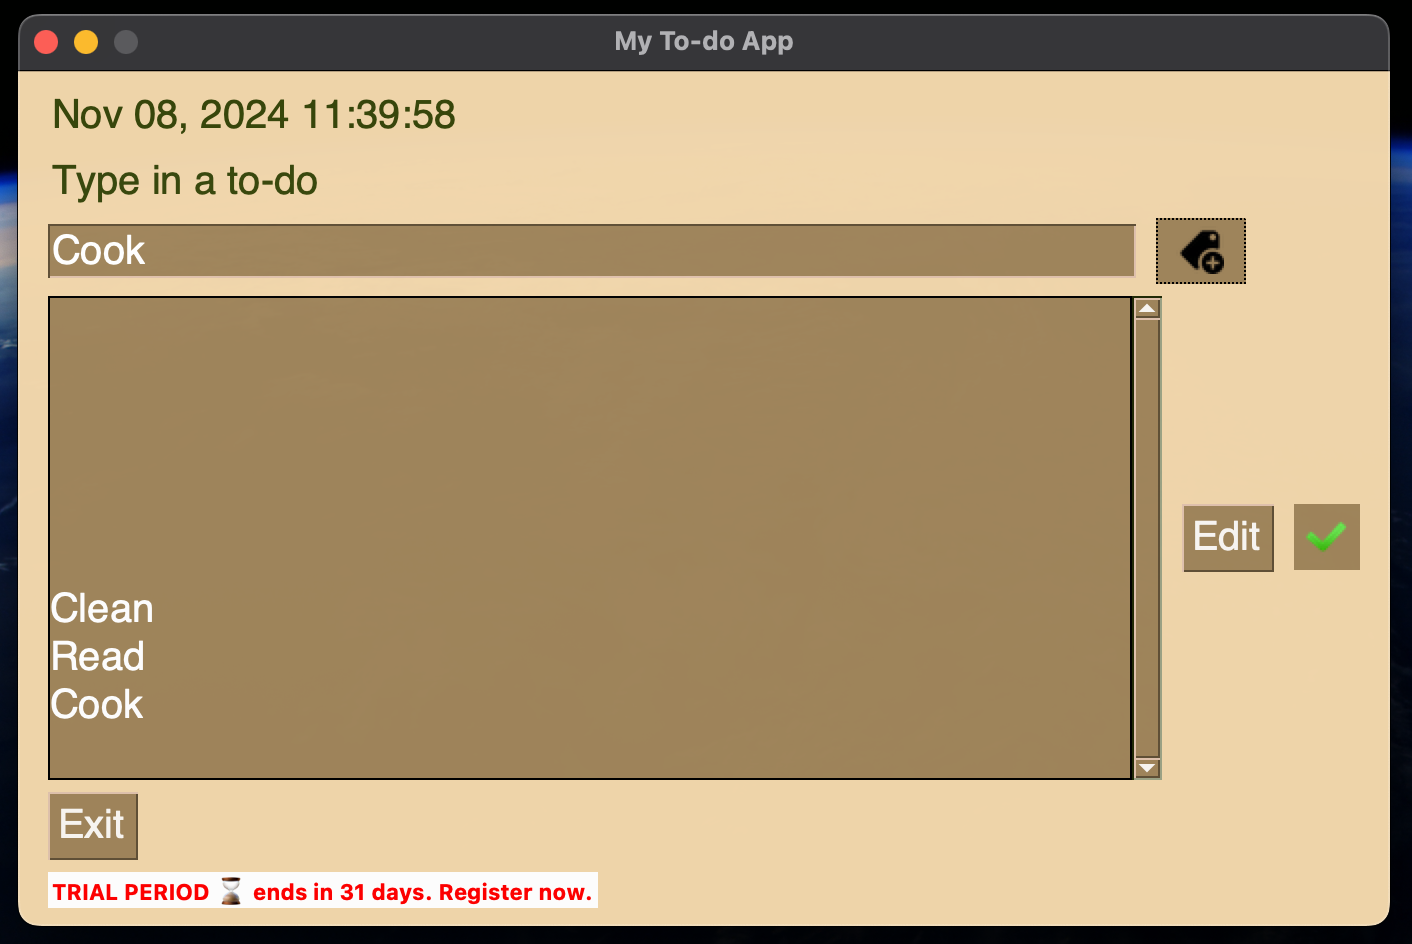 My To-do App
Nov 08, 2024 11:39:58
Type in a to-do
Cook
Clean
Read
Cook
Edit
Exit
TRIAL PERIOD ⏳ ends in 31 days. Register now.